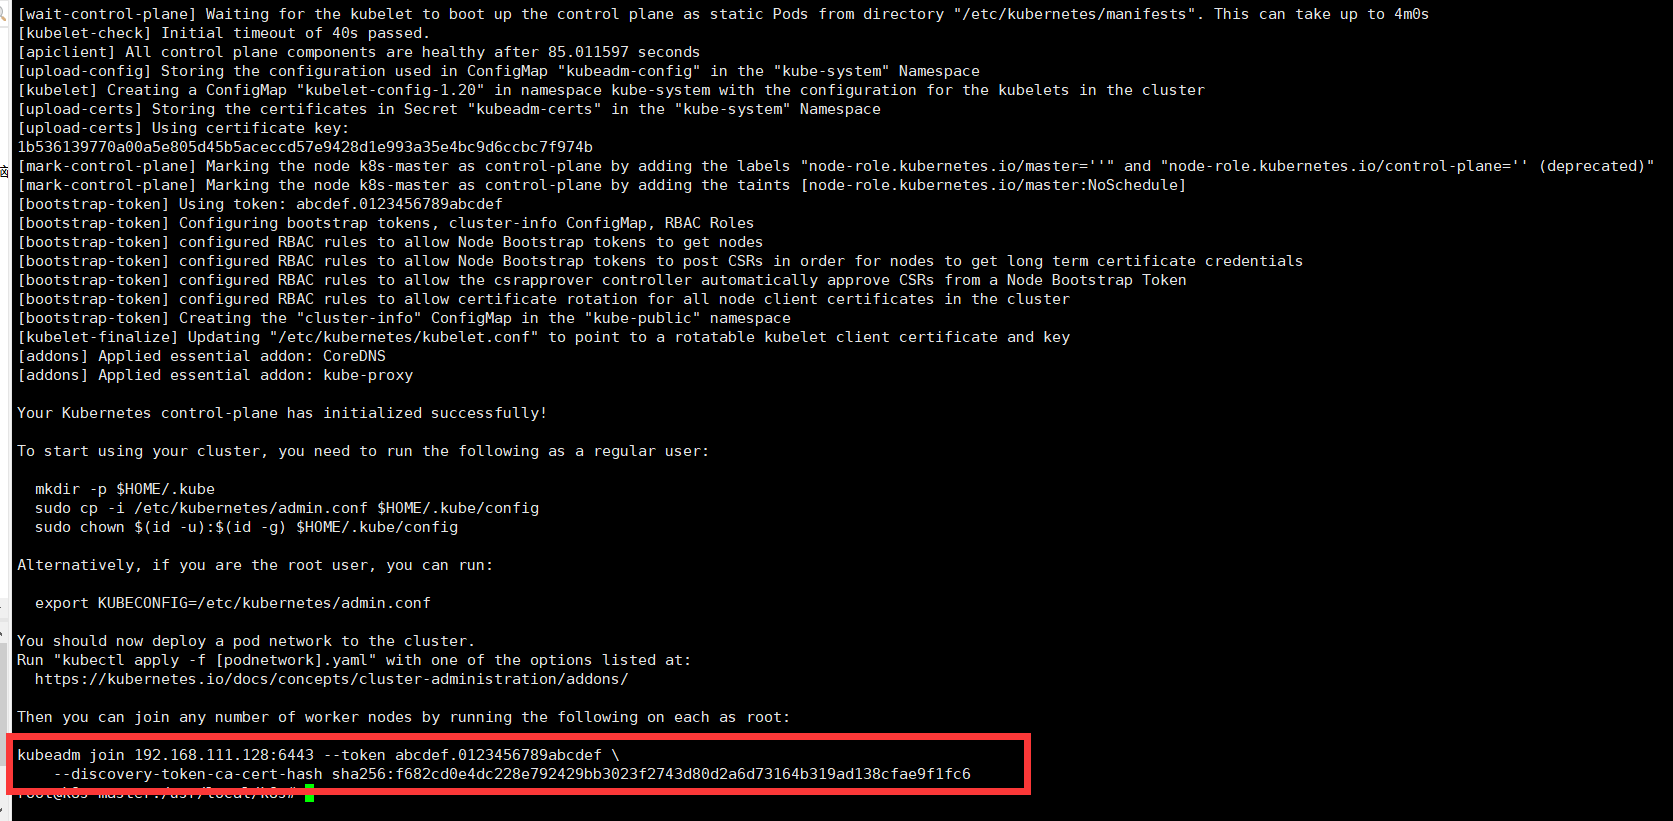 [wait-control-plane] Waiting for the kubelet to boot up the control plane as static Pods from directory "/etc/kubernetes/manifests". This can take up to 4m0s
[kubelet-check] Initial timeout of 40s passed.
[apiclient] All control plane components are healthy after 85.011597 seconds
[upload-config] Storing the configuration used in ConfigMap "kubeadm-config" in the "kube-system" Namespace
[kubelet] Creating a ConfigMap "kubelet-config-1.20" in namespace kube-system with the configuration for the kubelets in the cluster
[upload-certs] Storing the certificates in Secret "kubeadm-certs" in the "kube-system" Namespace
[upload-certs] Using certificate key:
1b536139770a00a5e805d45b5aceccd57e9428d1e993a35e4bc9d6ccbc7f974b
[mark-control-plane] Marking the node k8s-master as control-plane by adding the labels "node-role.kubernetes.io/master=''" and "node-role.kubernetes.io/control-plane='' (deprecated)"
[mark-control-plane] Marking the node k8s-master as control-plane by adding the taints [node-role.kubernetes.io/master:NoSchedule]
[bootstrap-token] Using token: abcdef.0123456789abcdef
[bootstrap-token] Configuring bootstrap tokens, cluster-info ConfigMap, RBAC Roles
[bootstrap-token] configured RBAC rules to allow Node Bootstrap tokens to get nodes
[bootstrap-token] configured RBAC rules to allow Node Bootstrap tokens to post CSRs in order for nodes to get long term certificate credentials
[bootstrap-token] configured RBAC rules to allow the csrapprover controller automatically approve CSRs from a Node Bootstrap Token
[bootstrap-token] configured RBAC rules to allow certificate rotation for all node client certificates in the cluster
[bootstrap-token] Creating the "cluster-info" ConfigMap in the "kube-public" namespace
[kubelet-finalize] Updating "/etc/kubernetes/kubelet.conf" to point to a rotatable kubelet client certificate and key
[addons] Applied essential addon: CoreDNS
[addons] Applied essential addon: kube-proxy
Your Kubernetes control-plane has initialized successfully!
To start using your cluster, you need to run the following as a regular user:
mkdir -p $HOME/.kube
sudo cp -i /etc/kubernetes/admin.conf $HOME/.kube/config
sudo chown $(id -u):$(id -g) $HOME/.kube/config
Alternatively, if you are the root user, you can run:
export KUBECONFIG=/etc/kubernetes/admin.conf
You should now deploy a pod network to the cluster.
Run "kubectl apply -f [podnetwork].yaml" with one of the options listed at:
https://kubernetes.io/docs/concepts/cluster-administration/addons/
Then you can join any number of worker nodes by running the following on each as root:
kubeadm join 192.168.111.128:6443 --token abcdef.0123456789abcdef \
--discovery-token-ca-cert-hash sha256:f682cd0e4dc228e792429bb3023f2743d80d2a6d73164b319ad138cfae9f1fc6
root@k8s-master:/usr/local/k8s#